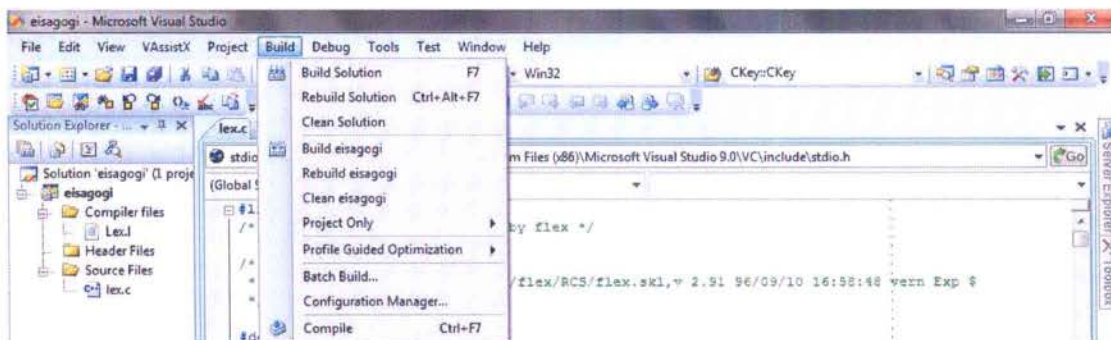 eisagogi - Microsoft Visual Studio
File Edit View VAssistX Project Build Debug Tools Test Window Help
Win32 CKey::CKey
Build Solution F7
Rebuild Solution Ctrl+Alt+F7
Clean Solution
Build eisagogi
Rebuild eisagogi
Clean eisagogi
Project Only
Profile Guided Optimization
Batch Build...
Configuration Manager...
Compile Ctrl+F7
Solution Explorer - ...
Solution 'eisagogi' (1 proje
eisagogi
Compiler files
Lex.l
Header Files
Source Files
lex.c
lex.c
stdio
m Files (x86)\Microsoft Visual Studio 9.0\VC\include\stdio.h
Go
(Global S
#l
/*
by flex */
/*
*
/flex/RCS/flex.skl,v 2.91 96/09/10 16:58:48 vern Exp $
*
#de
Server Explorer
Toolbox